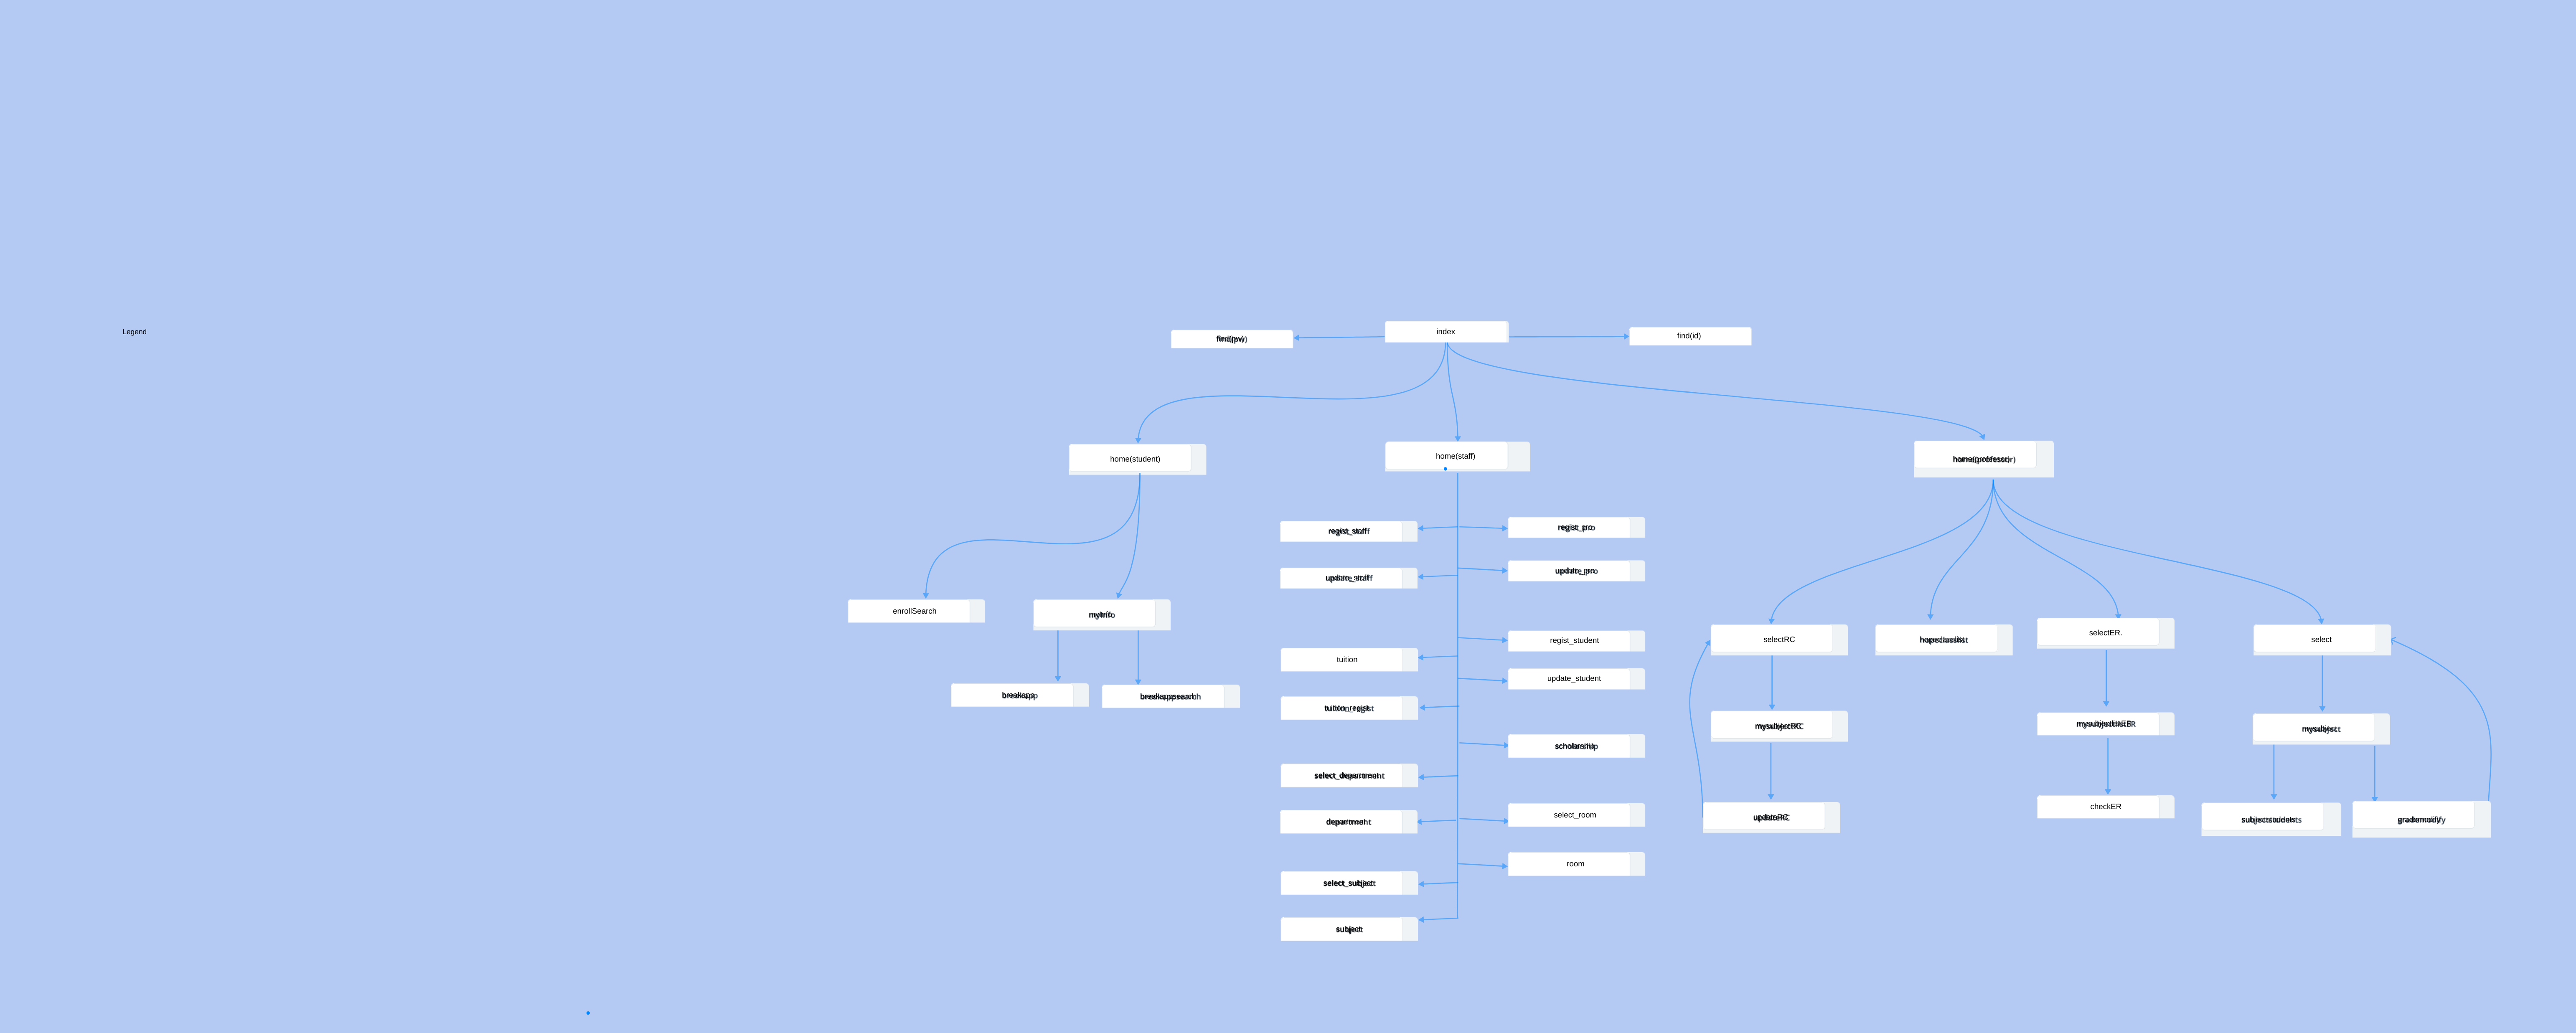 Legend
index
find(pw)
find(id)
home(student)
home(staff)
home(professor)
regist_staff
regist_pro
update_staff
update_pro
enrollSearch
myInfo
breakapp
breakappsearch
tuition
regist_student
update_student
tuition_regist
scholarship
select_department
department
select_room
room
select_subject
subject
selectRC
hopeclasslist
selectER.
select
mysubjectRC
mysubjectlistER
mysubject
updateRC
checkER
subjectstudents
grademodify